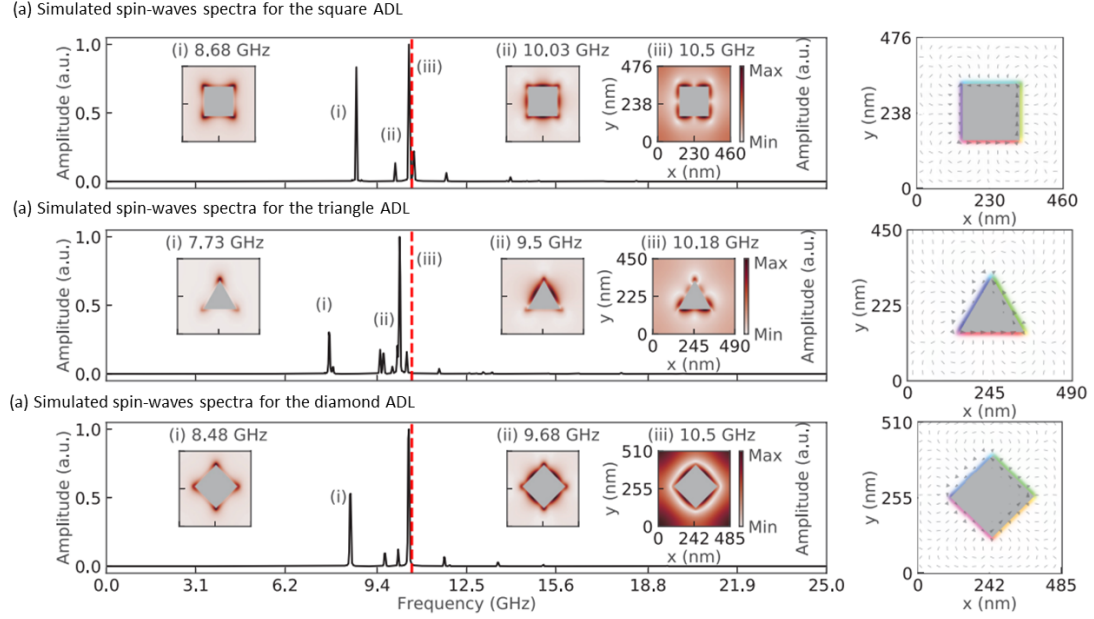 (a) Simulated spin-waves spectra for the square ADL
Amplitude (a.u.)
1.0
0.5
0.0
(i) 8.68 GHz
(ii) 10.03 GHz
(iii) 10.5 GHz
(i)
(ii)
(iii)
476
238
0
y (nm)
0 230 460
x (nm)
Max
Min
Amplitude (a.u.)
476
238
0
y (nm)
0 230 460
x (nm)
(a) Simulated spin-waves spectra for the triangle ADL
Amplitude (a.u.)
1.0
0.5
0.0
(i) 7.73 GHz
(ii) 9.5 GHz
(iii) 10.18 GHz
(i)
(ii)
(iii)
450
225
0
y (nm)
0 245 490
x (nm)
Max
Min
Amplitude (a.u.)
450
225
0
y (nm)
0 245 490
x (nm)
(a) Simulated spin-waves spectra for the diamond ADL
Amplitude (a.u.)
1.0
0.5
0.0
(i) 8.48 GHz
(ii) 9.68 GHz
(iii) 10.5 GHz
(i)
510
255
0
y (nm)
0 242 485
x (nm)
Max
Min
Amplitude (a.u.)
510
255
0
y (nm)
0 242 485
x (nm)
0.0 3.1 6.2 9.4 12.5 15.6 18.8 21.9 25.0
Frequency (GHz)